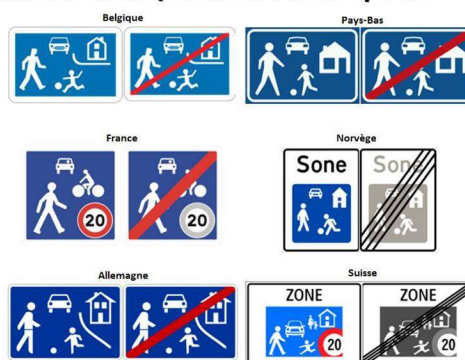 Belgique
Pays-Bas
France
Norvège
20
20
Sone
Sone
Allemagne
Suisse
ZONE
ZONE
20
20